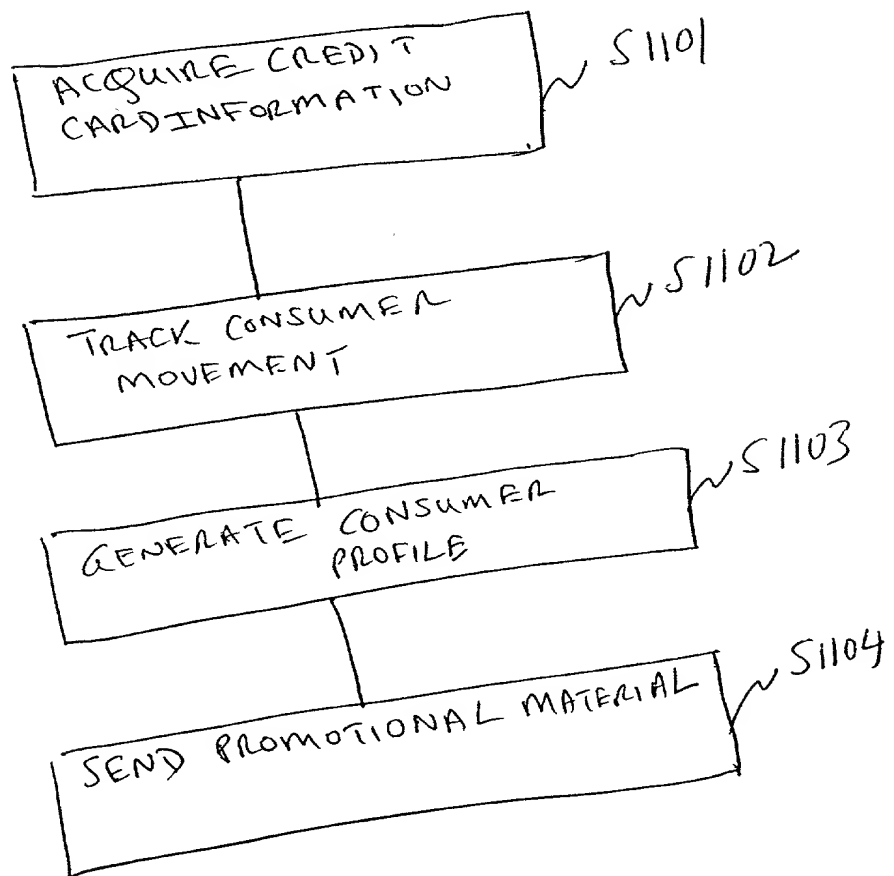 ACQUIRE CREDIT
CARD INFORMATION
S1101
TRACK CONSUMER
MOVEMENT
S1102
GENERATE CONSUMER
PROFILE
S1103
SEND PROMOTIONAL MATERIAL
S1104